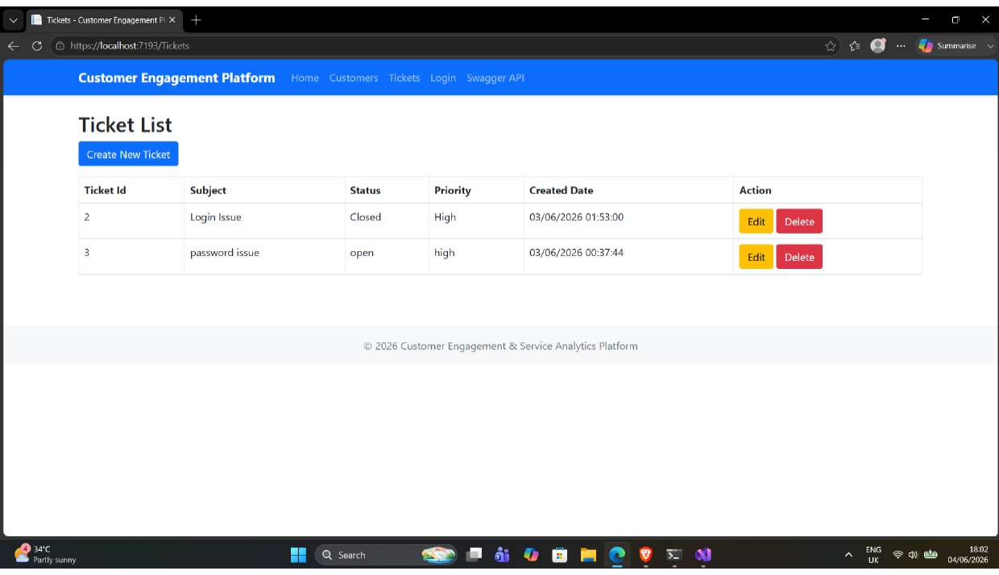 Tickets - Customer Engagement Pl
https://localhost:7193/Tickets
Summarise
Customer Engagement Platform Home Customers Tickets Login Swagger API
Ticket List
Create New Ticket
Ticket Id Subject Status Priority Created Date Action
2 Login Issue Closed High 03/06/2026 01:53:00 Edit Delete
3 password issue open high 03/06/2026 00:37:44 Edit Delete
© 2026 Customer Engagement & Service Analytics Platform
4
34°C
Partly sunny
Search
ENG
UK
18:02
04/06/2026